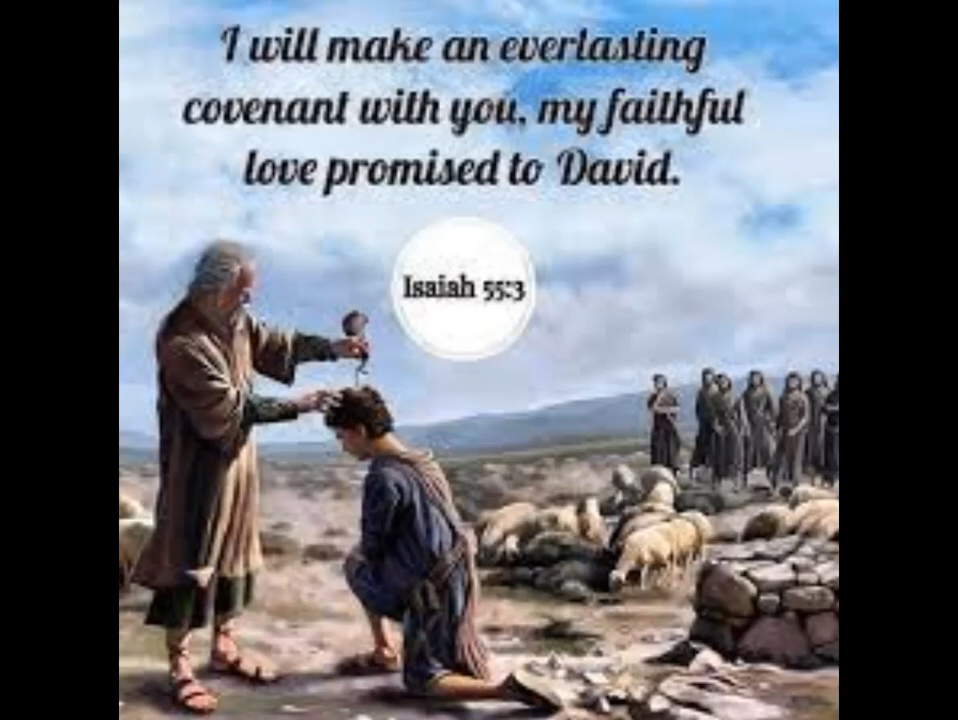 I will make an everlasting
covenant with you, my faithful
love promised to David.
Isaiah 55:3